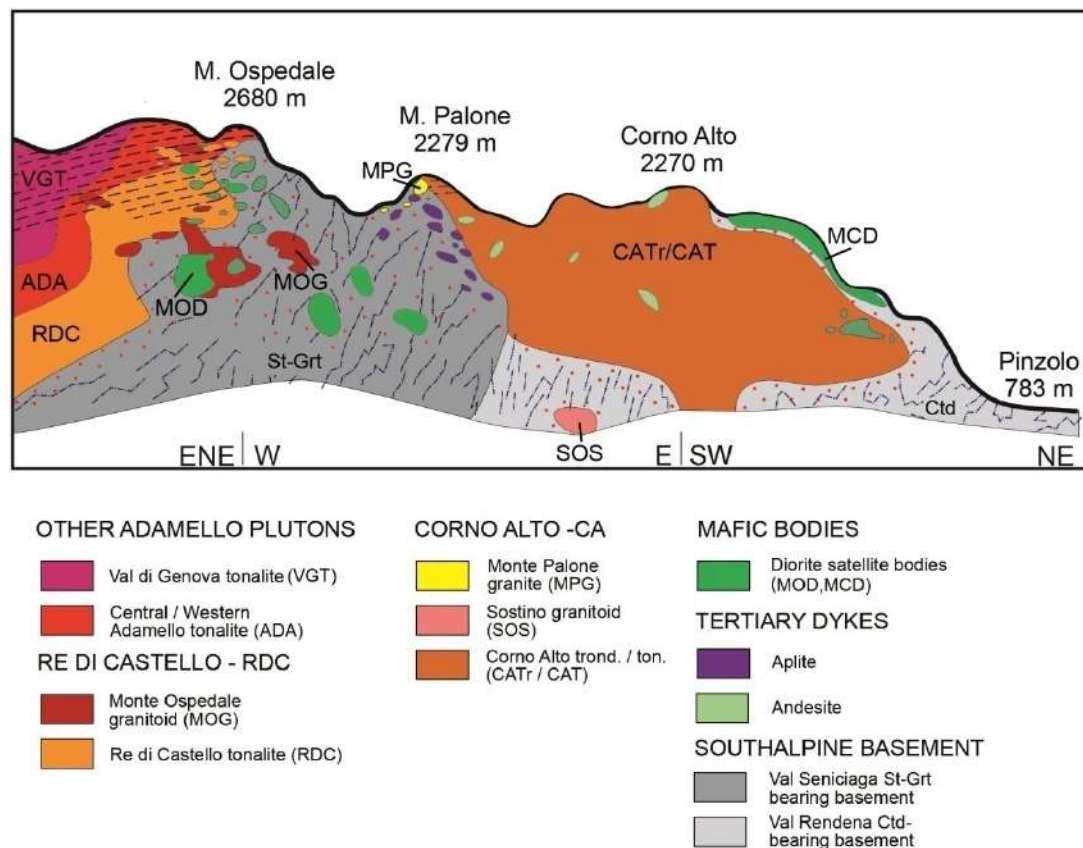 M. Ospedale
2680 m
M. Palone
2279 m
Corno Alto
2270 m
MPG
VGT
CATr/CAT
MCD
ADA
MOD
MOG
RDC
St-Grt
Pinzolo
783 m
Ctd
SOS
ENE W
E SW
NE
OTHER ADAMELLO PLUTONS
Val di Genova tonalite (VGT)
Central / Western
Adamello tonalite (ADA)
RE DI CASTELLO - RDC
Monte Ospedale
granitoid (MOG)
Re di Castello tonalite (RDC)
CORNO ALTO -CA
Monte Palone
granite (MPG)
Sostino granitoid
(SOS)
Corno Alto trond. / ton.
(CATr / CAT)
MAFIC BODIES
Diorite satellite bodies
(MOD,MCD)
TERTIARY DYKES
Aplite
Andesite
SOUTHALPINE BASEMENT
Val Seniciaga St-Grt
bearing basement
Val Rendena Ctd-
bearing basement